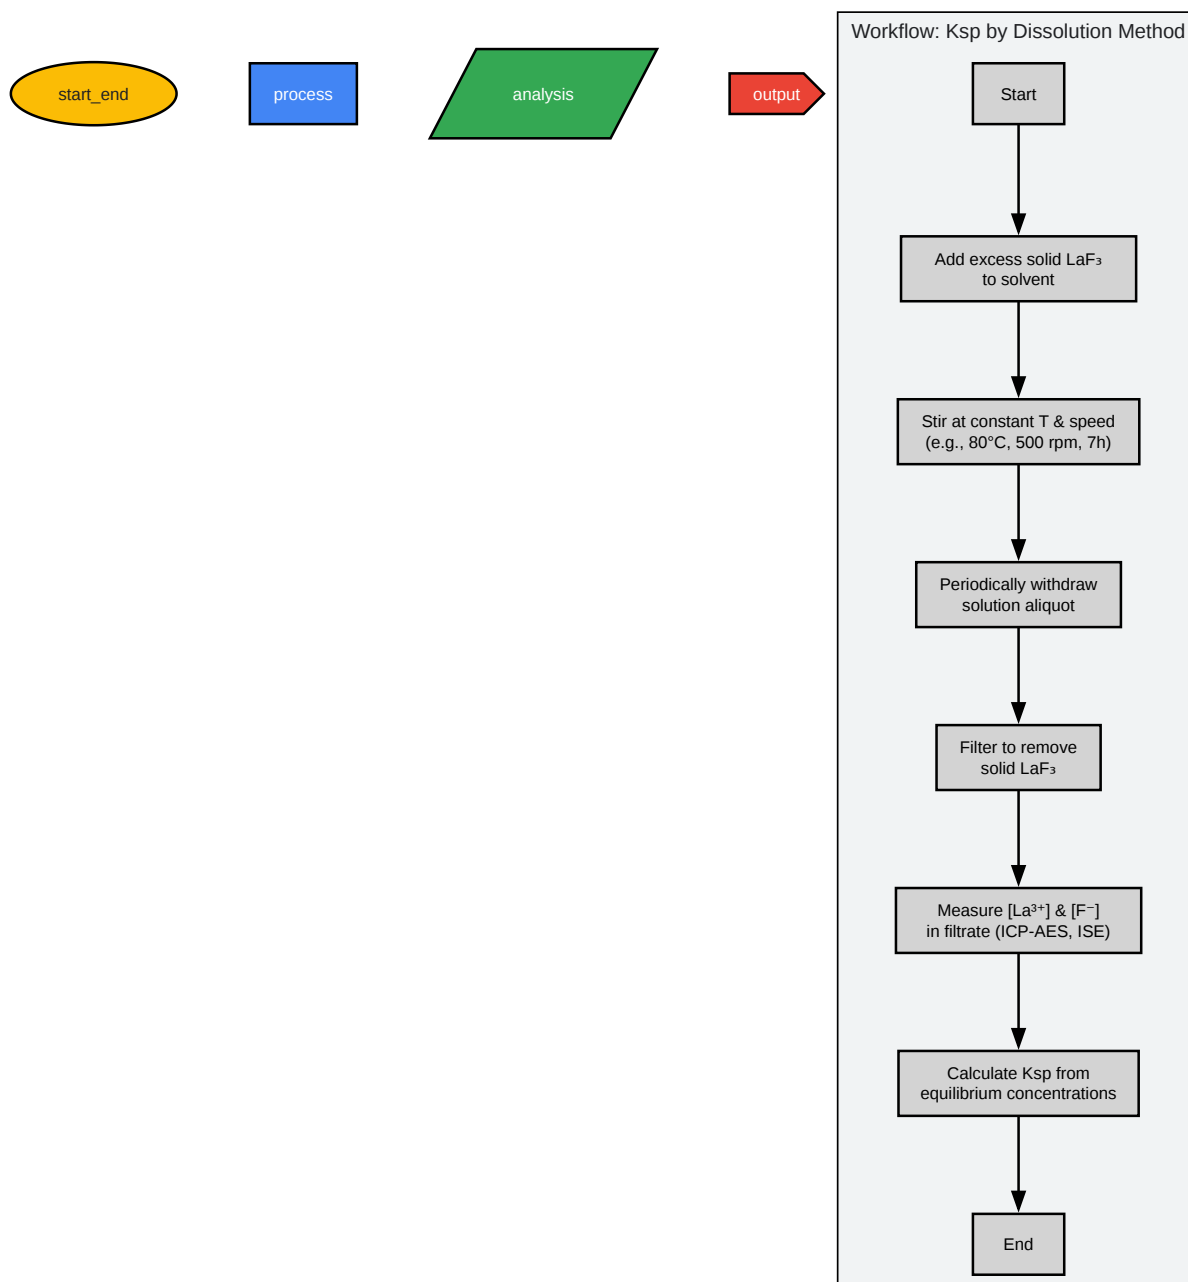 Workflow: Ksp by Dissolution Method
start_end
process
analysis
output
Start
Add excess solid LaF₃
to solvent
Stir at constant T & speed
(e.g., 80°C, 500 rpm, 7h)
Periodically withdraw
solution aliquot
Filter to remove
solid LaF₃
Measure [La³⁺] & [F⁻]
in filtrate (ICP-AES, ISE)
Calculate Ksp from
equilibrium concentrations
End